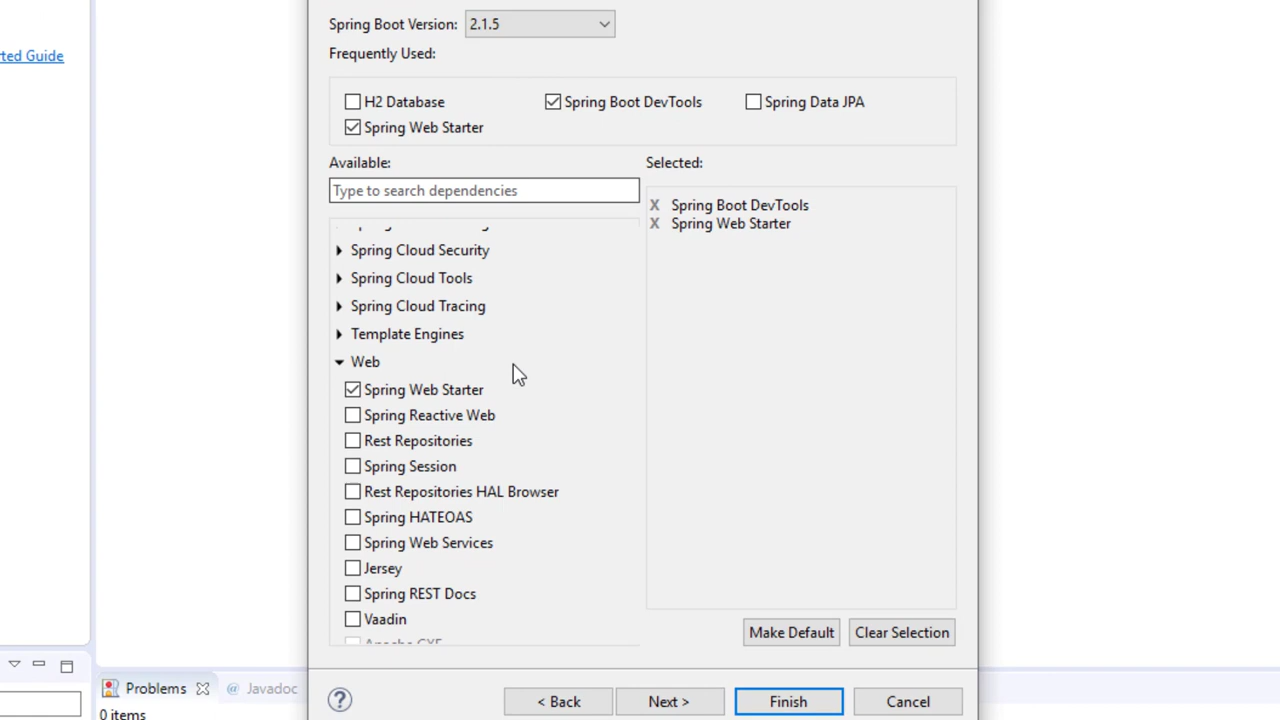 rted Guide
Spring Boot Version: 2.1.5
Frequently Used:
H2 Database Spring Boot DevTools Spring Data JPA
Spring Web Starter
Available: Selected:
Type to search dependencies
X Spring Boot DevTools
X Spring Web Starter
Spring Cloud Security
Spring Cloud Tools
Spring Cloud Tracing
Template Engines
Web
Spring Web Starter
Spring Reactive Web
Rest Repositories
Spring Session
Rest Repositories HAL Browser
Spring HATEOAS
Spring Web Services
Jersey
Spring REST Docs
Vaadin
Make Default Clear Selection
? < Back Next > Finish Cancel
Problems @ Javadoc
0 items